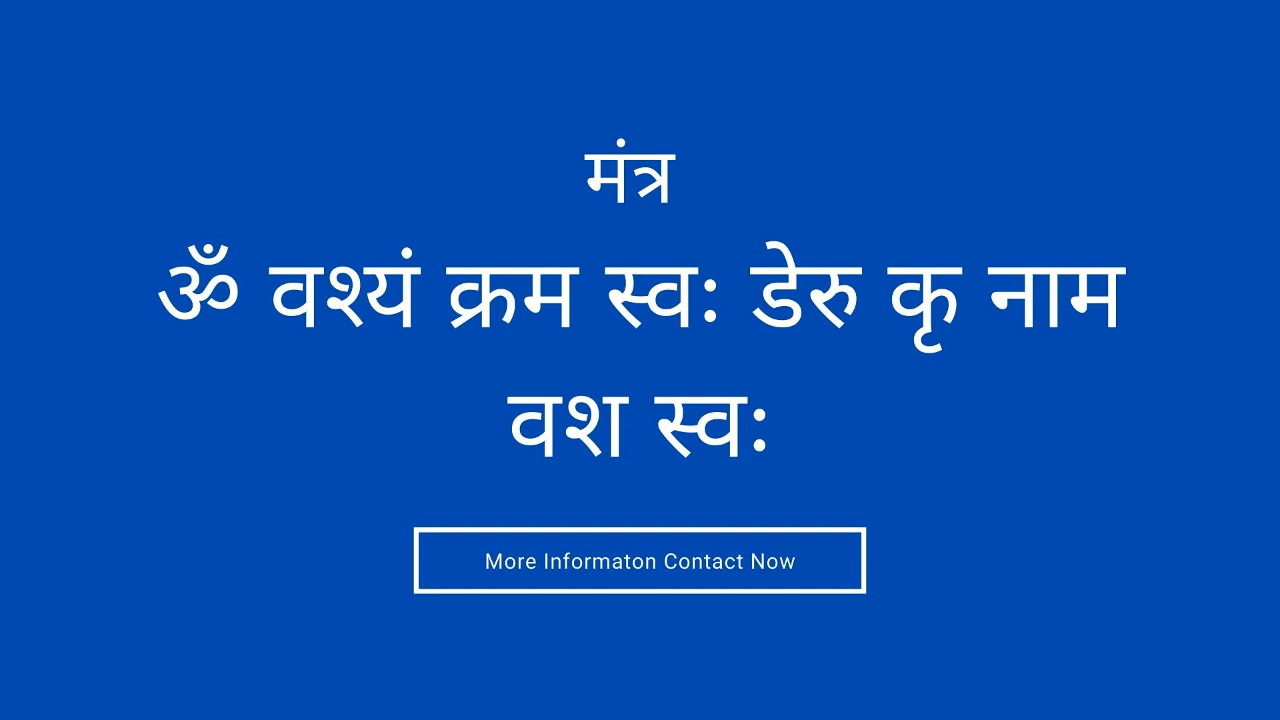 मंत्र
ॐ वश्यं क्रम स्वः डेरु कृ नाम
वश स्वः
More Informaton Contact Now